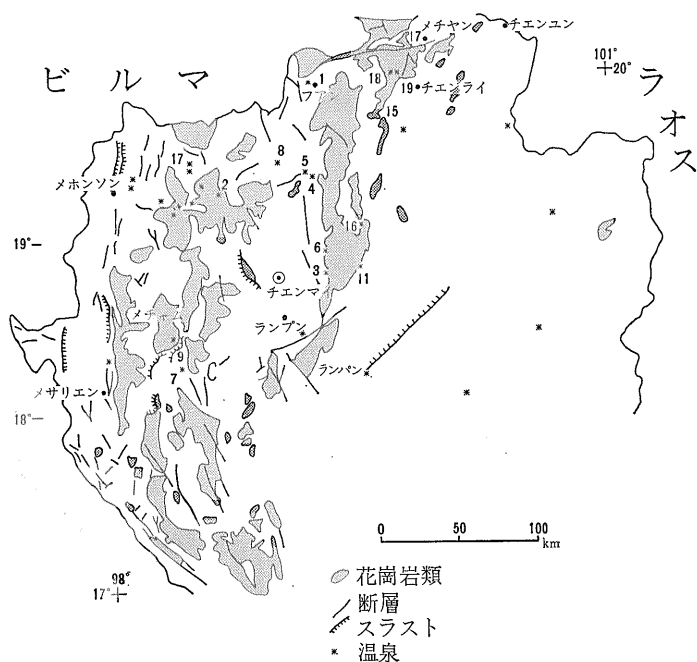 メチヤン
チエンユン
101°
20°
ビルマ
ラオス
17
18
19
チエンライ
1
15
8
5
4
17
2
メホンソン
16
19°
6
3
11
チエンマイ
ランプン
ランパン
9
7
メサリエン
18°
0 50 100
km
98°
17°
花崗岩類
断層
スラスト
温泉